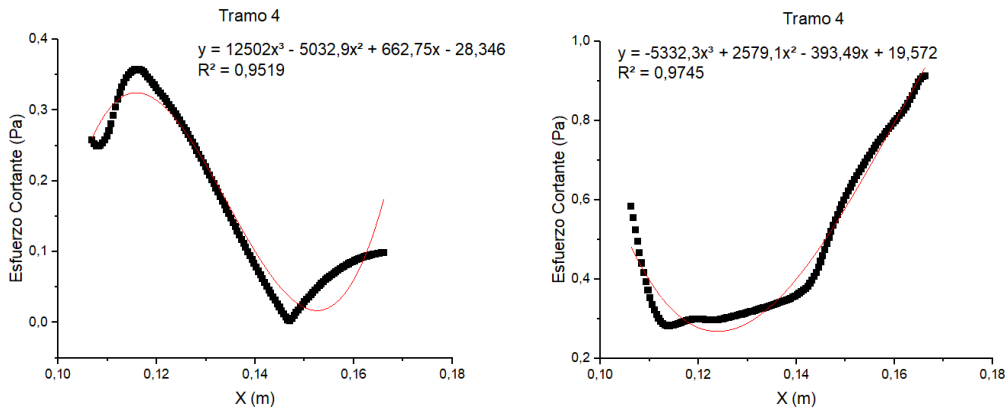 Tramo 4
y = 12502x³ - 5032,9x² + 662,75x - 28,346
R² = 0,9519
Esfuerzo Cortante (Pa)
0,4
0,3
0,2
0,1
0,0
0,10
0,12
0,14
0,16
0,18
X (m)
Tramo 4
y = -5332,3x³ + 2579,1x² - 393,49x + 19,572
R² = 0,9745
Esfuerzo Cortante (Pa)
1,0
0,8
0,6
0,4
0,2
0,10
0,12
0,14
0,16
0,18
X (m)